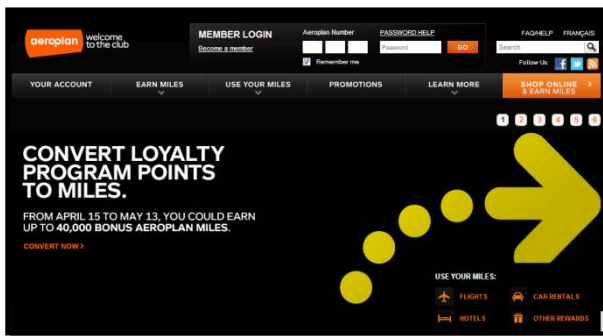 aeroplan
welcome
to the club
MEMBER LOGIN
Become a member
Aeroplan Number
PASSWORD HELP
Password
GO
Remember me
FAQ/HELP FRANÇAIS
Search
Follow Us:
YOUR ACCOUNT
EARN MILES
USE YOUR MILES
PROMOTIONS
LEARN MORE
SHOP ONLINE
& EARN MILES
1 2 3 4 5 6
CONVERT LOYALTY
PROGRAM POINTS
TO MILES.
FROM APRIL 15 TO MAY 13, YOU COULD EARN
UP TO 40,000 BONUS AEROPLAN MILES.
CONVERT NOW >
USE YOUR MILES:
FLIGHTS
CAR RENTALS
HOTELS
OTHER REWARDS